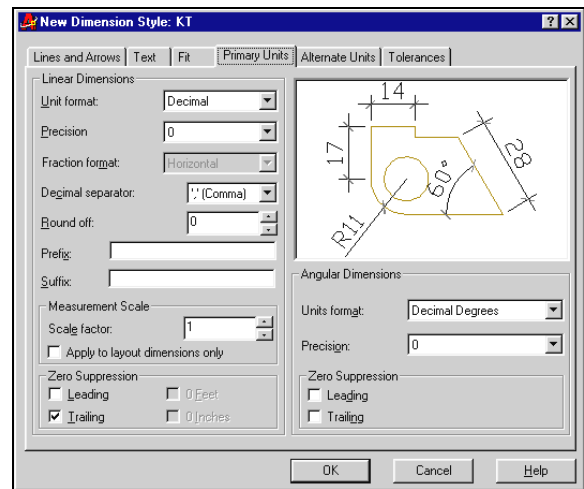 New Dimension Style: KT
Lines and Arrows Text Fit Primary Units Alternate Units Tolerances
Linear Dimensions
Unit format: Decimal
Precision 0
Fraction format: Horizontal
Decimal separator: ',' (Comma)
Round off: 0
Prefix:
Suffix:
Measurement Scale
Scale factor: 1
Apply to layout dimensions only
Zero Suppression
Leading 0 Feet
Trailing 0 Inches
14
17
28
60°
R11
Angular Dimensions
Units format: Decimal Degrees
Precision: 0
Zero Suppression
Leading
Trailing
OK Cancel Help